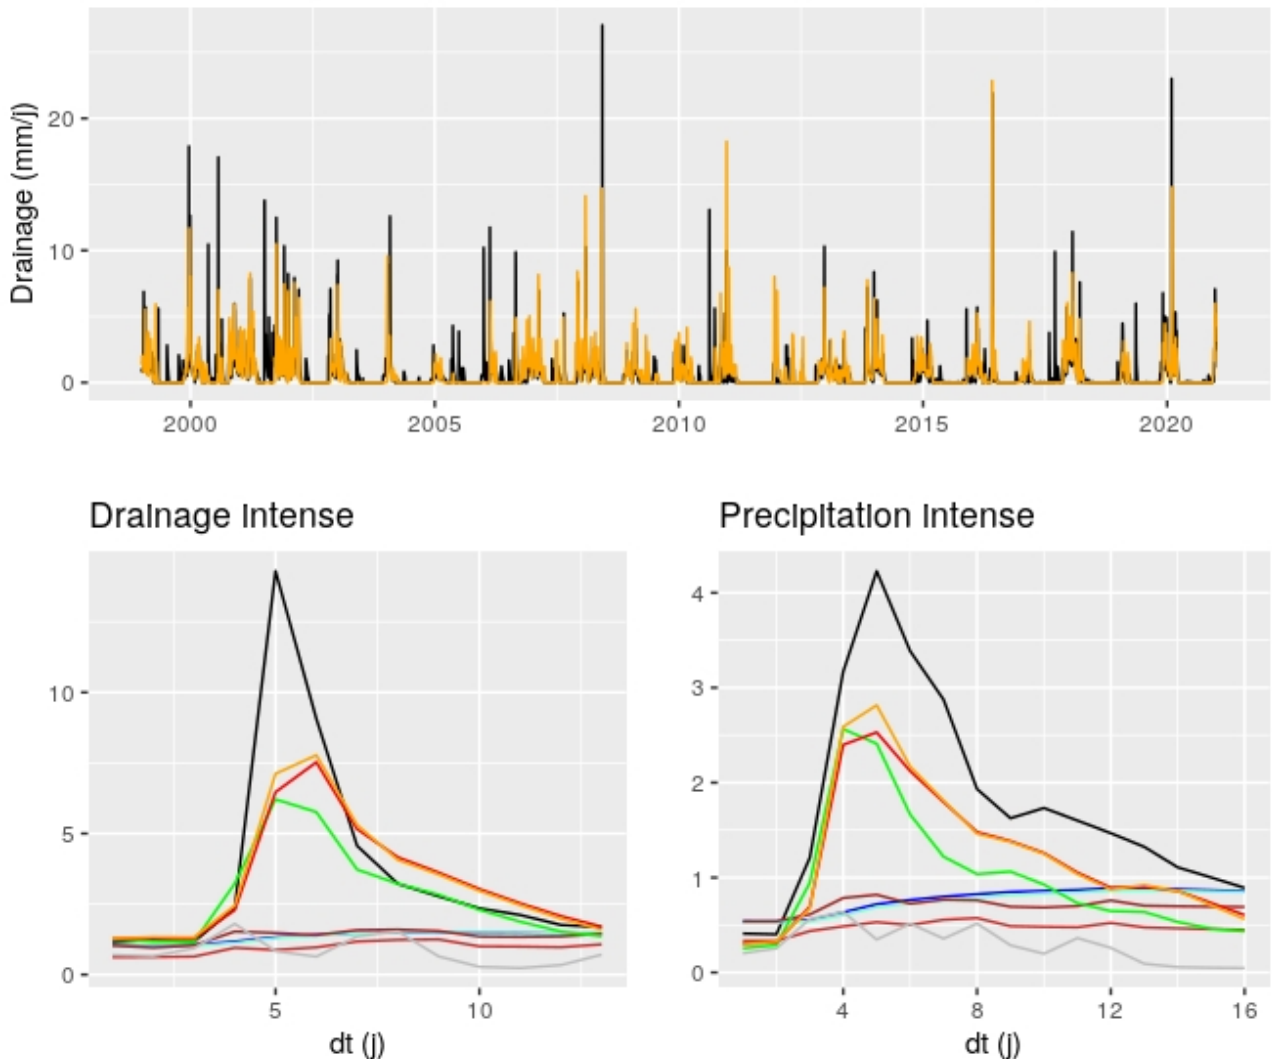 Drainage (mm/j)
20
10
0
2000 2005 2010 2015 2020
Drainage intense
Precipitation intense
10
5
0
5 10
dt (j)
4
3
2
1
0
4 8 12 16
dt (j)